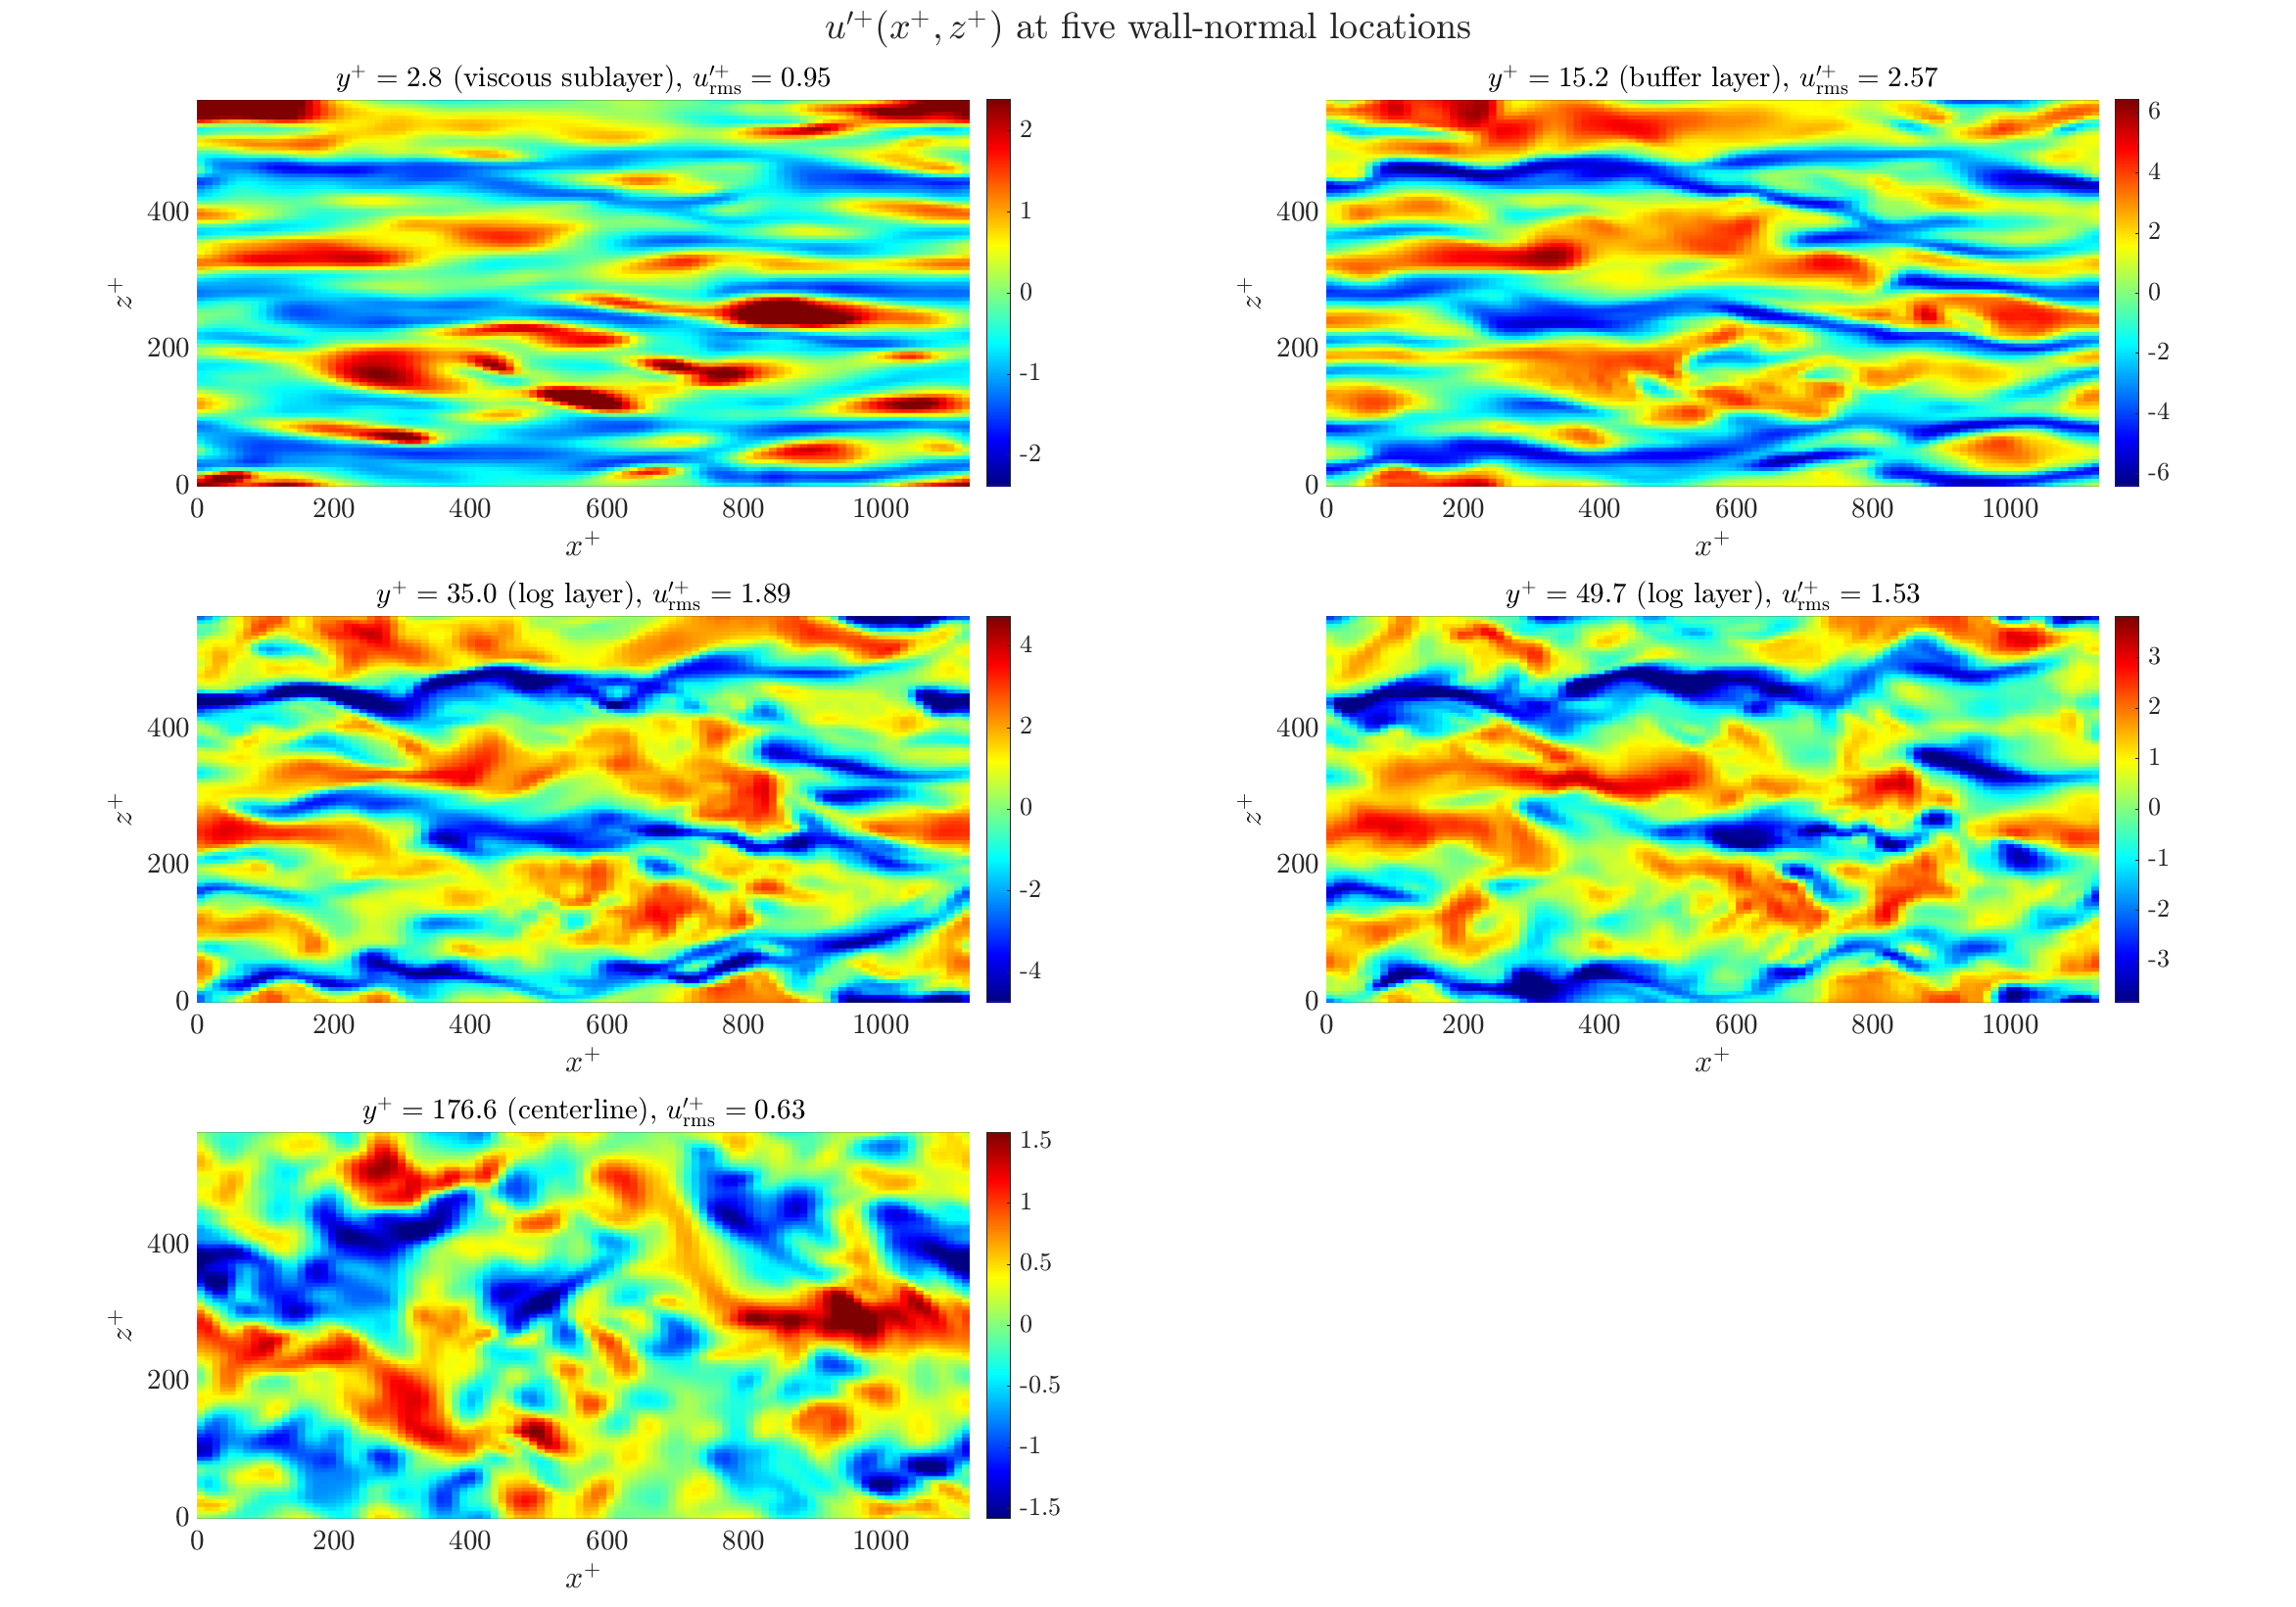 u′⁺(x⁺, z⁺) at five wall-normal locations
y⁺ = 2.8 (viscous sublayer), u′⁺rms = 0.95
z⁺
400
200
0
0 200 400 600 800 1000
x⁺
2
1
0
-1
-2
y⁺ = 15.2 (buffer layer), u′⁺rms = 2.57
z⁺
400
200
0
0 200 400 600 800 1000
x⁺
6
4
2
0
-2
-4
-6
y⁺ = 35.0 (log layer), u′⁺rms = 1.89
z⁺
400
200
0
0 200 400 600 800 1000
x⁺
4
2
0
-2
-4
y⁺ = 49.7 (log layer), u′⁺rms = 1.53
z⁺
400
200
0
0 200 400 600 800 1000
x⁺
3
2
1
0
-1
-2
-3
y⁺ = 176.6 (centerline), u′⁺rms = 0.63
z⁺
400
200
0
0 200 400 600 800 1000
x⁺
1.5
1
0.5
0
-0.5
-1
-1.5